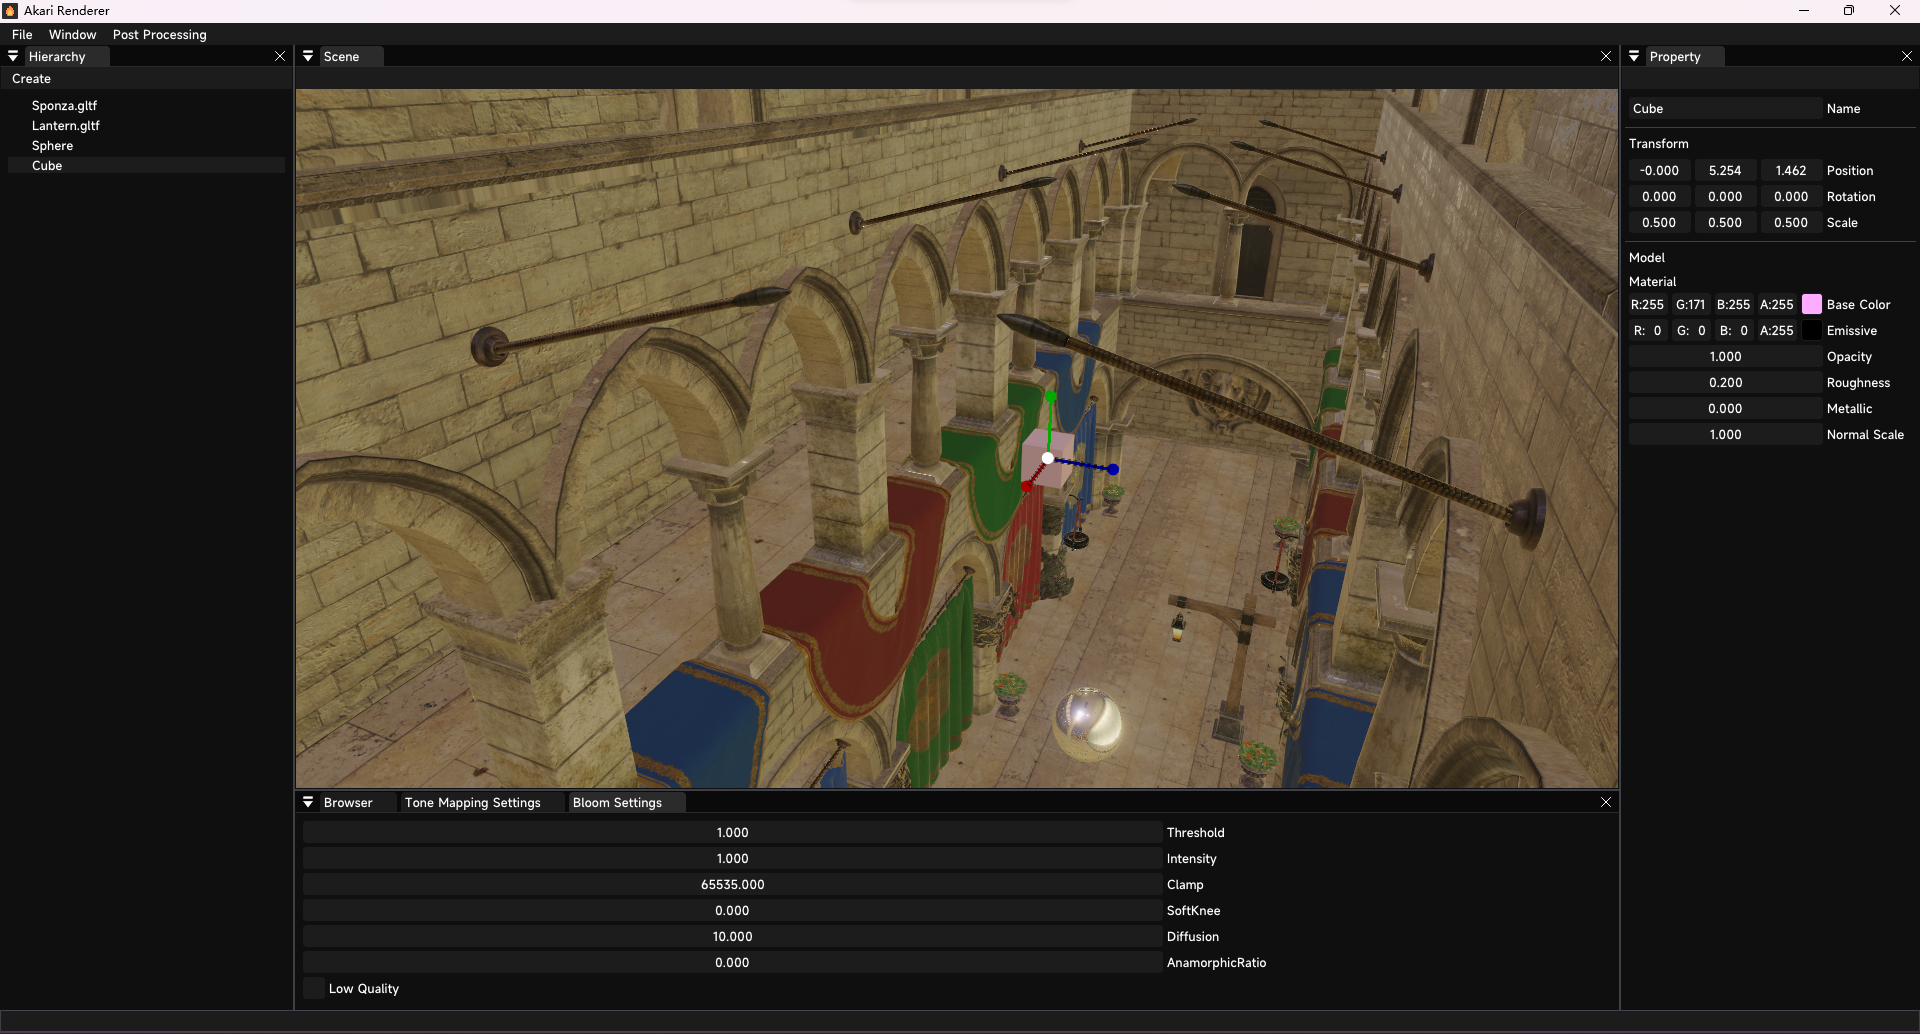 Akari Renderer
File Window Post Processing
Hierarchy
Create
Sponza.gltf
Lantern.gltf
Sphere
Cube
Scene
Property
Cube Name
Transform
-0.000 5.254 1.462 Position
0.000 0.000 0.000 Rotation
0.500 0.500 0.500 Scale
Model
Material
R:255 G:171 B:255 A:255 Base Color
R: 0 G: 0 B: 0 A:255 Emissive
1.000 Opacity
0.200 Roughness
0.000 Metallic
1.000 Normal Scale
Browser Tone Mapping Settings Bloom Settings
1.000 Threshold
1.000 Intensity
65535.000 Clamp
0.000 SoftKnee
10.000 Diffusion
0.000 AnamorphicRatio
Low Quality